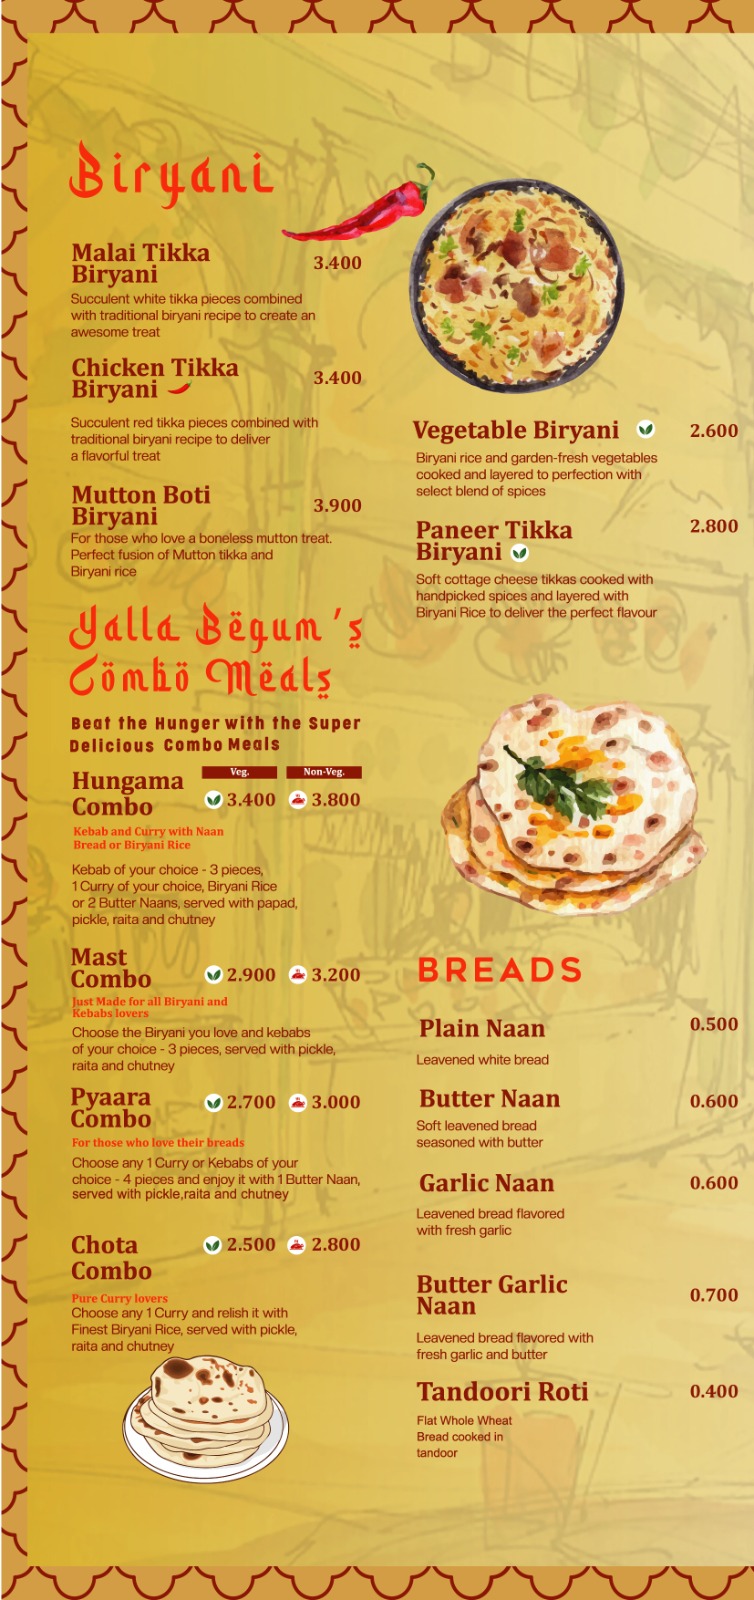 Biryani
Malai Tikka
Biryani
3.400
Succulent white tikka pieces combined
with traditional biryani recipe to create an
awesome treat
Chicken Tikka
Biryani
3.400
Succulent red tikka pieces combined with
traditional biryani recipe to deliver
a flavorful treat
Mutton Boti
Biryani
3.900
For those who love a boneless mutton treat.
Perfect fusion of Mutton tikka and
Biryani rice
Vegetable Biryani 2.600
Biryani rice and garden-fresh vegetables
cooked and layered to perfection with
select blend of spices
Paneer Tikka
Biryani
2.800
Soft cottage cheese tikkas cooked with
handpicked spices and layered with
Biryani Rice to deliver the perfect flavour
Yalla Bëgum's
Cömbö Mëals
Beat the Hunger with the Super
Delicious Combo Meals
Veg. Non-Veg.
Hungama
Combo
3.400 3.800
Kebab and Curry with Naan
Bread or Biryani Rice
Kebab of your choice - 3 pieces,
1 Curry of your choice, Biryani Rice
or 2 Butter Naans, served with papad,
pickle, raita and chutney
Mast
Combo
2.900 3.200
Just Made for all Biryani and
Kebabs lovers
Choose the Biryani you love and kebabs
of your choice - 3 pieces, served with pickle,
raita and chutney
Pyaara
Combo
2.700 3.000
For those who love their breads
Choose any 1 Curry or Kebabs of your
choice - 4 pieces and enjoy it with 1 Butter Naan,
served with pickle,raita and chutney
Chota
Combo
2.500 2.800
Pure Curry lovers
Choose any 1 Curry and relish it with
Finest Biryani Rice, served with pickle,
raita and chutney
BREADS
Plain Naan 0.500
Leavened white bread
Butter Naan 0.600
Soft leavened bread
seasoned with butter
Garlic Naan 0.600
Leavened bread flavored
with fresh garlic
Butter Garlic
Naan
0.700
Leavened bread flavored with
fresh garlic and butter
Tandoori Roti 0.400
Flat Whole Wheat
Bread cooked in
tandoor